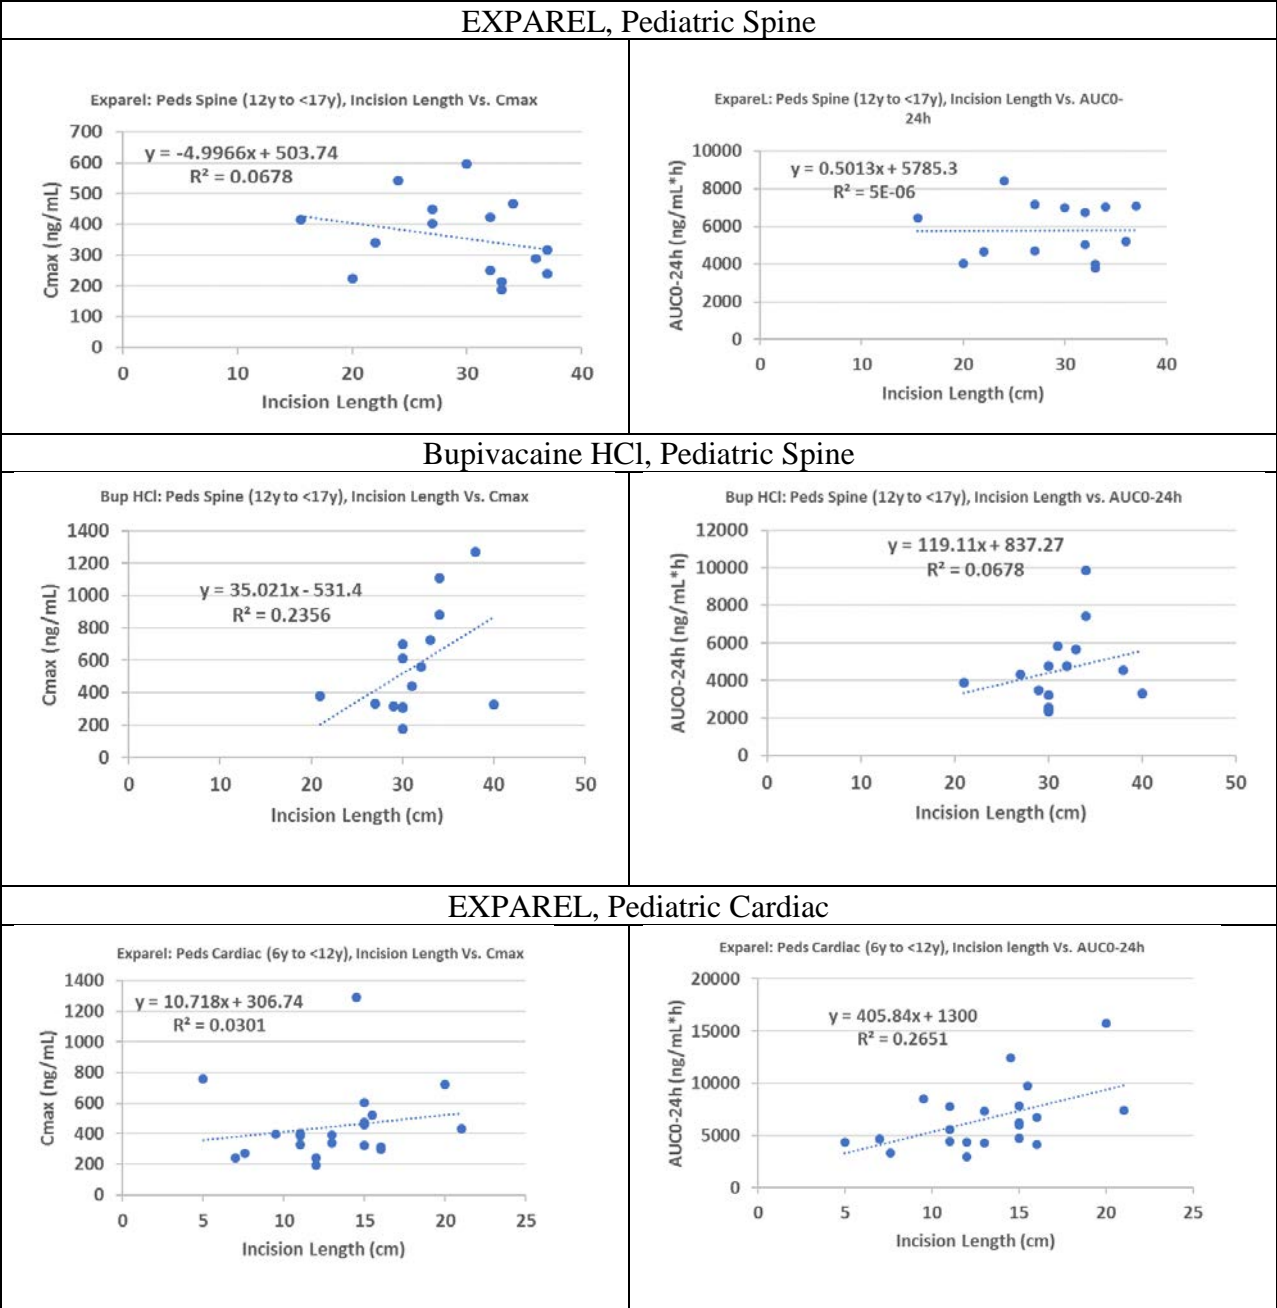 EXPAREL, Pediatric Spine
Exparel: Peds Spine (12y to <17y), Incision Length Vs. Cmax
y = -4.9966x + 503.74
R² = 0.0678
Cmax (ng/mL)
700
600
500
400
300
200
100
0
0 10 20 30 40
Incision Length (cm)
ExpareL: Peds Spine (12y to <17y), Incision Length Vs. AUC0-
24h
y = 0.5013x + 5785.3
R² = 5E-06
AUC0-24h (ng/mL*h)
10000
8000
6000
4000
2000
0
0 10 20 30 40
Incision Length (cm)
Bupivacaine HCl, Pediatric Spine
Bup HCl: Peds Spine (12y to <17y), Incision Length Vs. Cmax
y = 35.021x - 531.4
R² = 0.2356
Cmax (ng/mL)
1400
1200
1000
800
600
400
200
0
0 10 20 30 40 50
Incision Length (cm)
Bup HCl: Peds Spine (12y to <17y), Incision Length vs. AUC0-24h
y = 119.11x + 837.27
R² = 0.0678
AUC0-24h (ng/mL*h)
12000
10000
8000
6000
4000
2000
0
0 10 20 30 40 50
Incision Length (cm)
EXPAREL, Pediatric Cardiac
Exparel: Peds Cardiac (6y to <12y), Incision Length Vs. Cmax
y = 10.718x + 306.74
R² = 0.0301
Cmax (ng/mL)
1400
1200
1000
800
600
400
200
0
0 5 10 15 20 25
Incision Length (cm)
Exparel: Peds Cardiac (6y to <12y), Incision length Vs. AUC0-24h
y = 405.84x + 1300
R² = 0.2651
AUC0-24h (ng/mL*h)
20000
15000
10000
5000
0
0 5 10 15 20 25
Incision Length (cm)